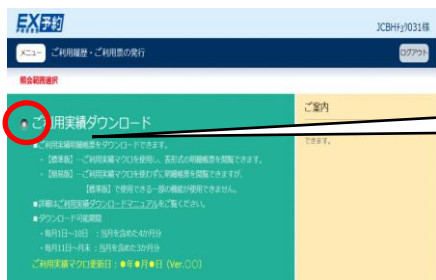 EX予約
JCBHチェック031様
メニュー ご利用履歴・ご利用票の発行
ログアウト
照会範囲選択
ご利用実績ダウンロード
■ご利用実績明細帳票をダウンロードできます。
・【標準版】…ご利用実績マクロを使用し、表形式の明細帳票を閲覧できます。
・【簡易版】…ご利用実績マクロを使わずに明細帳票を閲覧できますが、
【標準版】で使用できる一部の機能が使用できません。
■詳細はご利用実績ダウンロードマニュアルをご覧ください。
■ダウンロード可能期間
・毎月1日~10日 :当月を含めた4か月分
・毎月11日~月末 :当月を含めた3か月分
ご利用実績マクロ更新日:●年●月●日 (Ver.〇〇)
ご案内
できます。